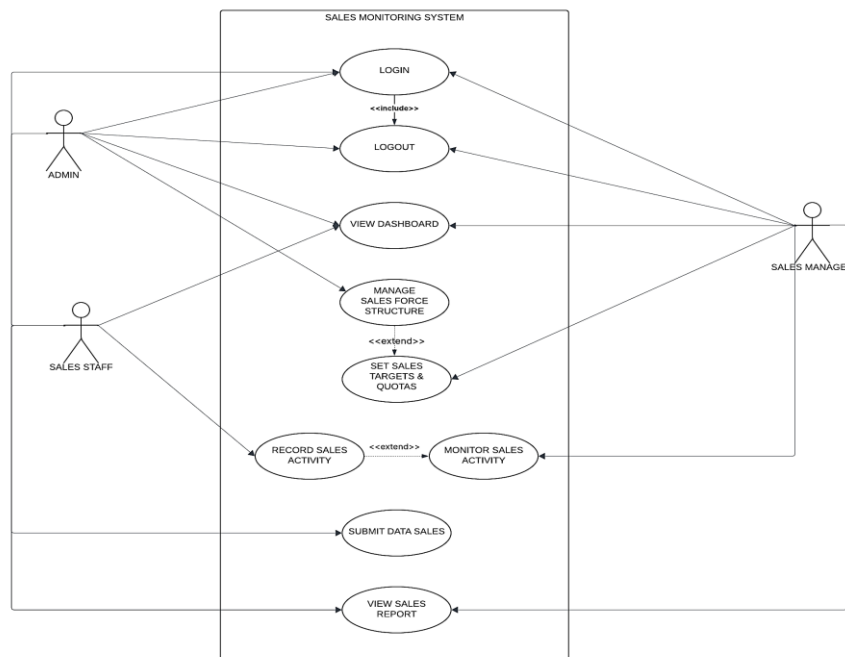 SALES MONITORING SYSTEM
LOGIN
<<include>>
LOGOUT
ADMIN
VIEW DASHBOARD
SALES MANAGE
MANAGE
SALES FORCE
STRUCTURE
<<extend>>
SALES STAFF
SET SALES
TARGETS &
QUOTAS
RECORD SALES
ACTIVITY
<<extend>>
MONITOR SALES
ACTIVITY
SUBMIT DATA SALES
VIEW SALES
REPORT